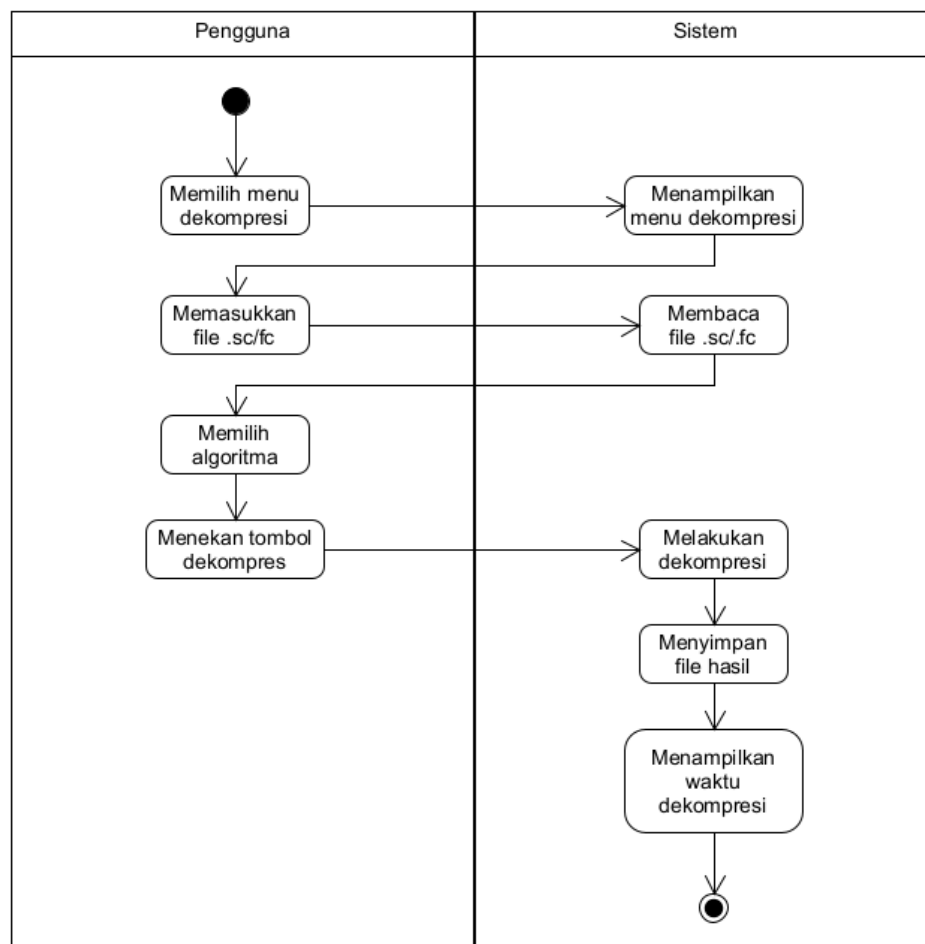 Pengguna
Sistem
Memilih menu
dekompresi
Menampilkan
menu dekompresi
Memasukkan
file .sc/fc
Membaca
file .sc/.fc
Memilih
algoritma
Menekan tombol
dekompres
Melakukan
dekompresi
Menyimpan
file hasil
Menampilkan
waktu
dekompresi